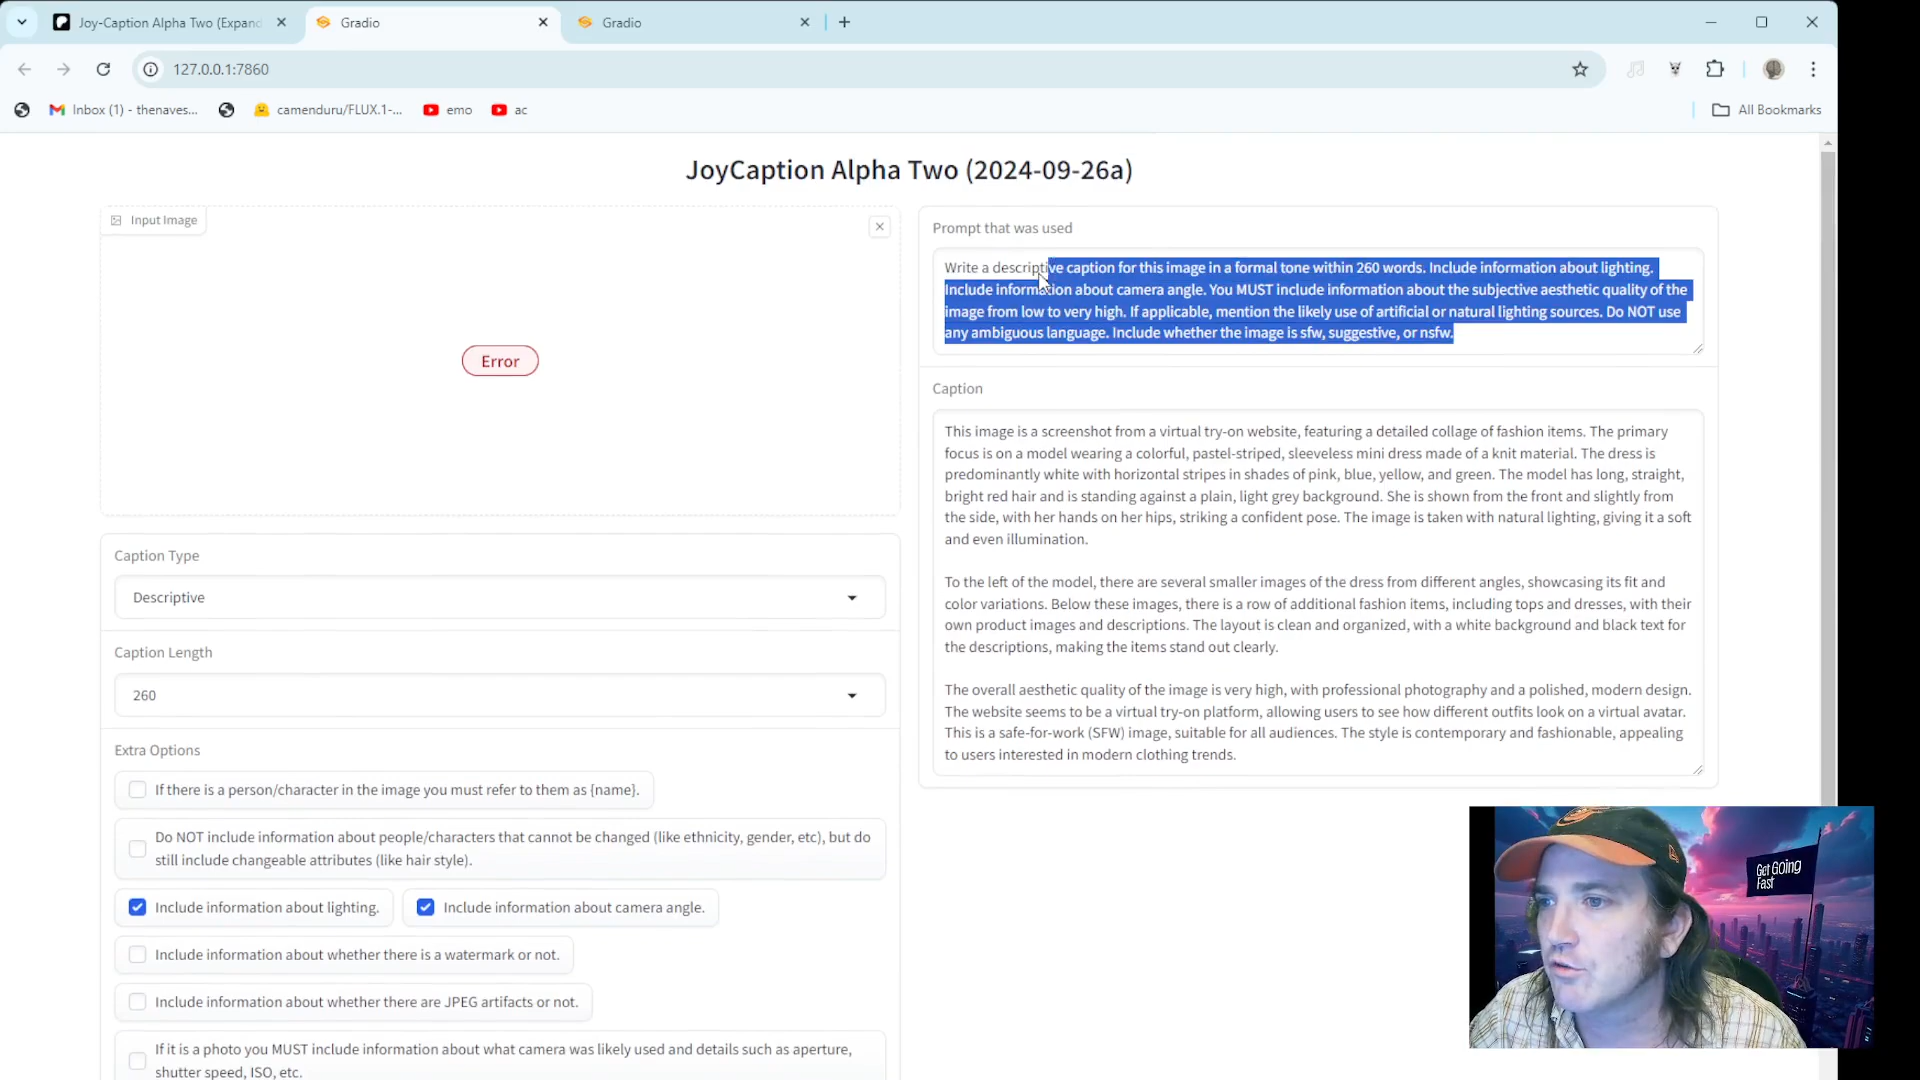 Joy-Caption Alpha Two (Expand
Gradio
Gradio
127.0.0.1:7860
Inbox (1) - thenaves...
camenduru/FLUX.1-...
emo
ac
All Bookmarks
JoyCaption Alpha Two (2024-09-26a)
Input Image
Error
Caption Type
Descriptive
Caption Length
260
Extra Options
If there is a person/character in the image you must refer to them as {name}.
Do NOT include information about people/characters that cannot be changed (like ethnicity, gender, etc), but do
still include changeable attributes (like hair style).
Include information about lighting.
Include information about camera angle.
Include information about whether there is a watermark or not.
Include information about whether there are JPEG artifacts or not.
If it is a photo you MUST include information about what camera was likely used and details such as aperture,
shutter speed, ISO, etc.
Prompt that was used
Write a descriptive caption for this image in a formal tone within 260 words. Include information about lighting.
Include information about camera angle. You MUST include information about the subjective aesthetic quality of the
image from low to very high. If applicable, mention the likely use of artificial or natural lighting sources. Do NOT use
any ambiguous language. Include whether the image is sfw, suggestive, or nsfw.
Caption
This image is a screenshot from a virtual try-on website, featuring a detailed collage of fashion items. The primary
focus is on a model wearing a colorful, pastel-striped, sleeveless mini dress made of a knit material. The dress is
predominantly white with horizontal stripes in shades of pink, blue, yellow, and green. The model has long, straight,
bright red hair and is standing against a plain, light grey background. She is shown from the front and slightly from
the side, with her hands on her hips, striking a confident pose. The image is taken with natural lighting, giving it a soft
and even illumination.
To the left of the model, there are several smaller images of the dress from different angles, showcasing its fit and
color variations. Below these images, there is a row of additional fashion items, including tops and dresses, with their
own product images and descriptions. The layout is clean and organized, with a white background and black text for
the descriptions, making the items stand out clearly.
The overall aesthetic quality of the image is very high, with professional photography and a polished, modern design.
The website seems to be a virtual try-on platform, allowing users to see how different outfits look on a virtual avatar.
This is a safe-for-work (SFW) image, suitable for all audiences. The style is contemporary and fashionable, appealing
to users interested in modern clothing trends.
Get Going
Fast